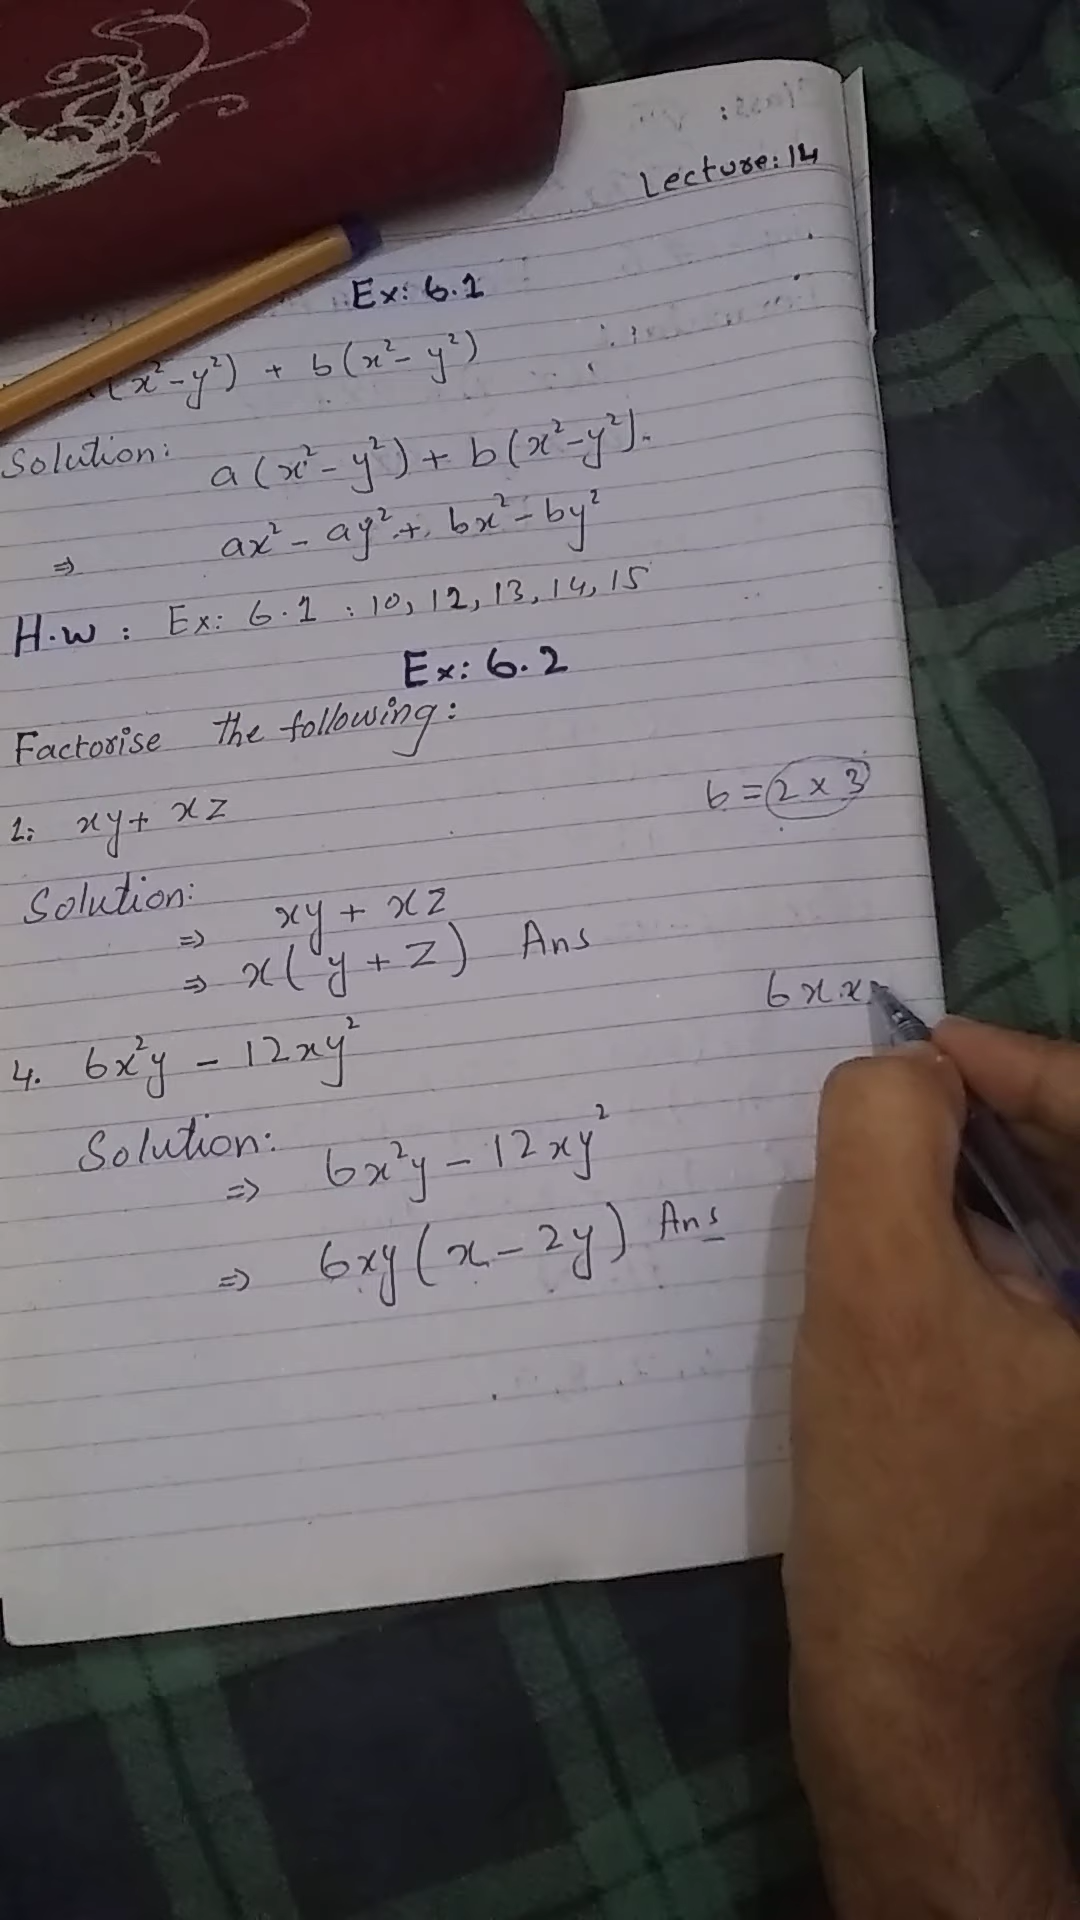 Lecture: 14
Ex: 6.1
(x²-y²) + b(x²-y²)
Solution: a(x²-y²) + b(x²-y²).
⇒ ax² - ay² + bx² - by²
H.W : Ex: 6.1 : 10, 12, 13, 14, 15
Ex: 6.2
Factorise the following:
1: xy + xz
6 = 2 × 3
Solution:
⇒ xy + xz
⇒ x(y + z) Ans
6x.x.
4. 6x²y - 12xy²
Solution:
⇒ 6x²y - 12xy²
⇒ 6xy(x - 2y) Ans